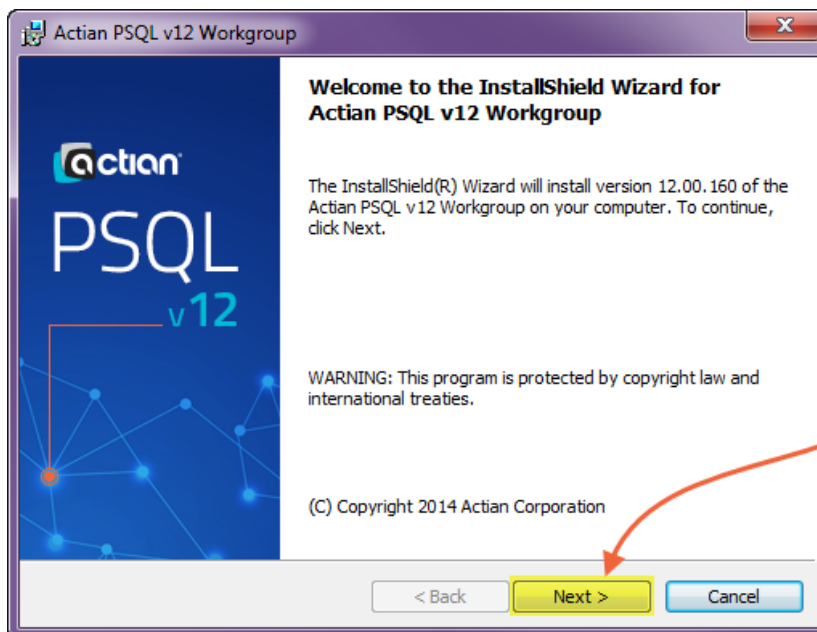 Actian PSQL v12 Workgroup
Welcome to the InstallShield Wizard for
Actian PSQL v12 Workgroup
actian
PSQL
v12
The InstallShield(R) Wizard will install version 12.00.160 of the
Actian PSQL v12 Workgroup on your computer. To continue,
click Next.
WARNING: This program is protected by copyright law and
international treaties.
(C) Copyright 2014 Actian Corporation
< Back
Next >
Cancel